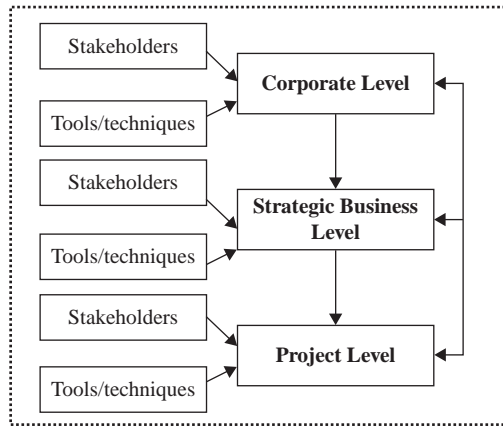 Stakeholders
Corporate Level
Tools/techniques
Stakeholders
Strategic Business
Level
Tools/techniques
Stakeholders
Project Level
Tools/techniques